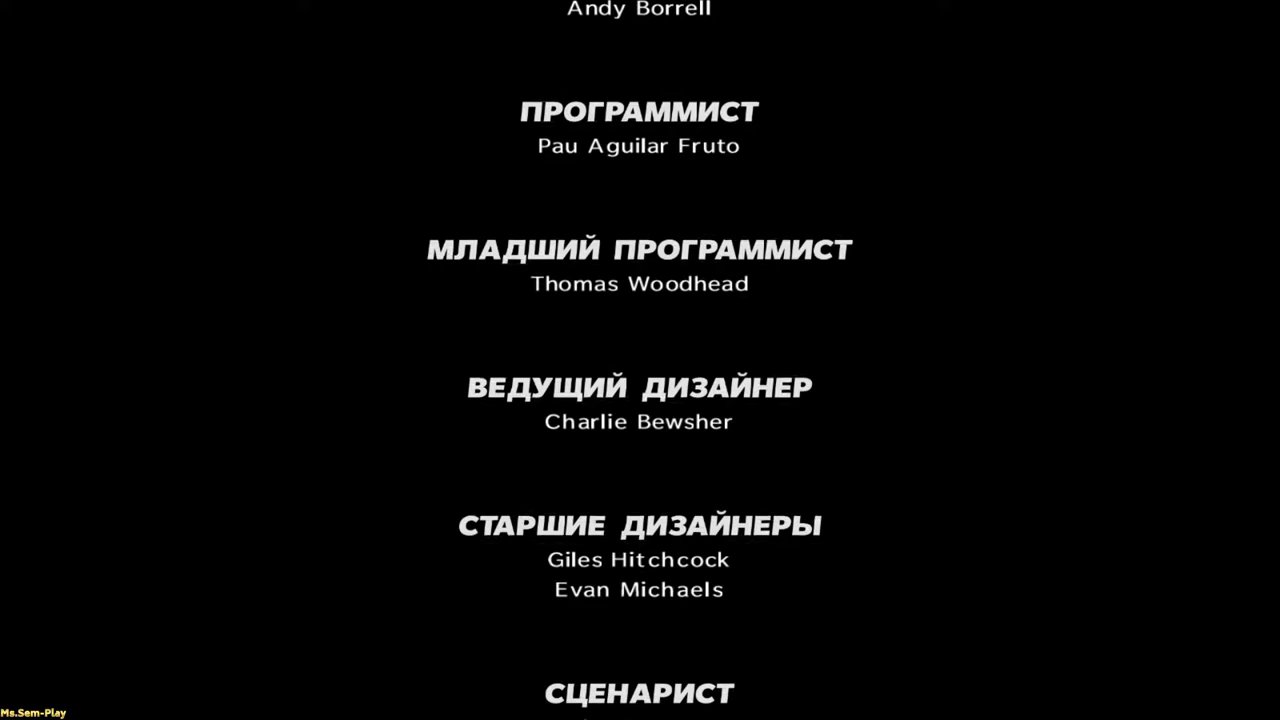 Andy Borrell
ПРОГРАММИСТ
Pau Aguilar Fruto
МЛАДШИЙ ПРОГРАММИСТ
Thomas Woodhead
ВЕДУЩИЙ ДИЗАЙНЕР
Charlie Bewsher
СТАРШИЕ ДИЗАЙНЕРЫ
Giles Hitchcock
Evan Michaels
СЦЕНАРИСТ
Ms.Sem-Play